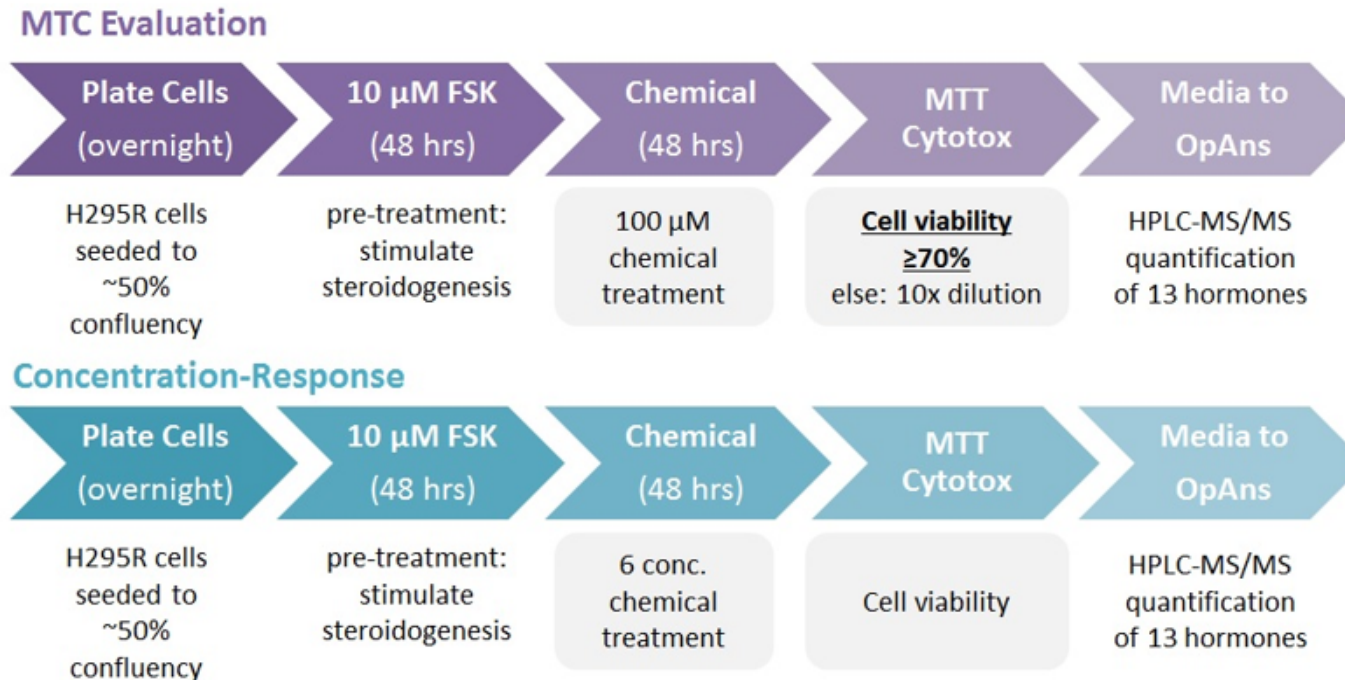 MTC Evaluation
Plate Cells
(overnight)
10 µM FSK
(48 hrs)
Chemical
(48 hrs)
MTT
Cytotox
Media to
OpAns
H295R cells
seeded to
~50%
confluency
pre-treatment:
stimulate
steroidogenesis
100 µM
chemical
treatment
Cell viability
≥70%
else: 10x dilution
HPLC-MS/MS
quantification
of 13 hormones
Concentration-Response
Plate Cells
(overnight)
10 µM FSK
(48 hrs)
Chemical
(48 hrs)
MTT
Cytotox
Media to
OpAns
H295R cells
seeded to
~50%
confluency
pre-treatment:
stimulate
steroidogenesis
6 conc.
chemical
treatment
Cell viability
HPLC-MS/MS
quantification
of 13 hormones